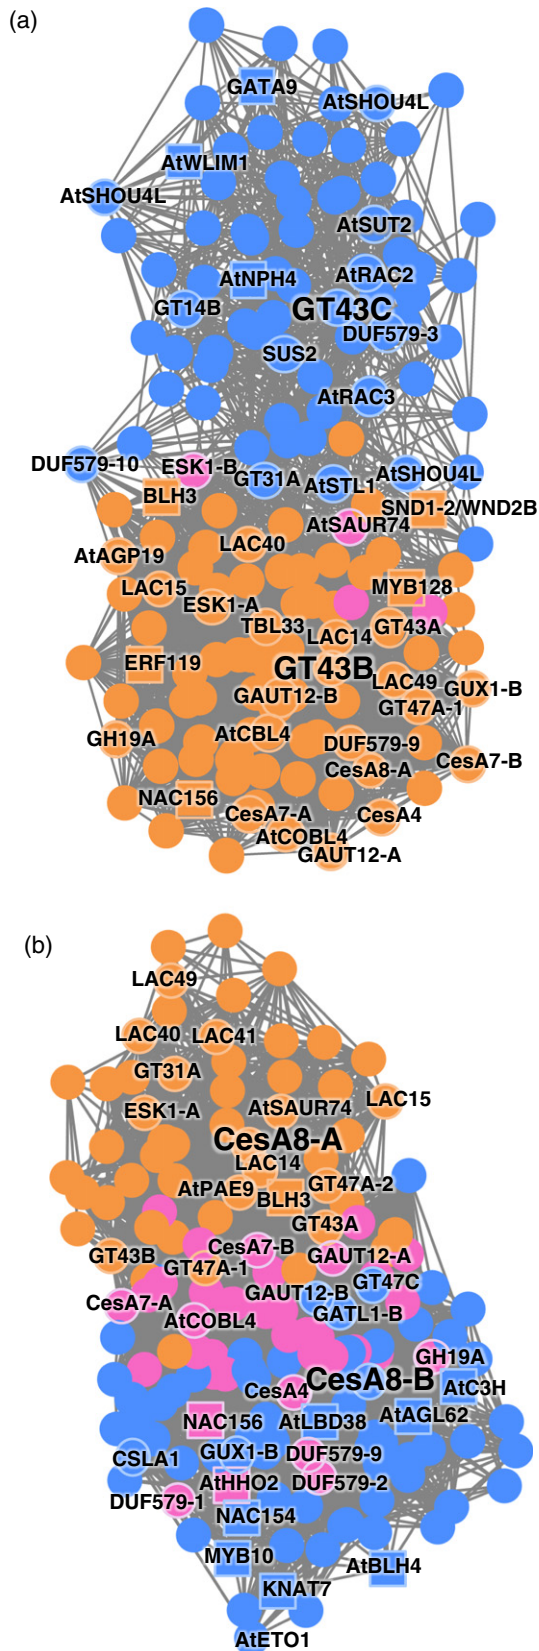 (a)
GATA9
AtSHOU4L
AtWLIM1
AtSHOU4L
AtSUT2
AtNPH4
AtRAC2
GT14B
GT43C
DUF579-3
SUS2
AtRAC3
DUF579-10
ESK1-B
GT31A
AtSTL1
AtSHOU4L
BLH3
SND1-2/WND2B
AtSAUR74
LAC40
AtAGP19
LAC15
MYB128
ESK1-A
TBL33
LAC14
GT43A
ERF119
GT43B
LAC49
GUX1-B
GAUT12-B
GT47A-1
GH19A
AtCBL4
DUF579-9
CesA8-A
CesA7-B
NAC156
CesA7-A
CesA4
AtCOBL4
GAUT12-A
(b)
LAC49
LAC40
LAC41
GT31A
ESK1-A
AtSAUR74
LAC15
CesA8-A
LAC14
AtPAE9
BLH3
GT47A-2
GT43A
GT43B
CesA7-B
GAUT12-A
GT47A-1
GAUT12-B
GT47C
CesA7-A
AtCOBL4
GATL1-B
GH19A
CesA8-B
CesA4
AtC3H
NAC156
AtLBD38
AtAGL62
CSLA1
GUX1-B
DUF579-9
AtHHO2
DUF579-2
DUF579-1
NAC154
MYB10
AtBLH4
KNAT7
AtETO1